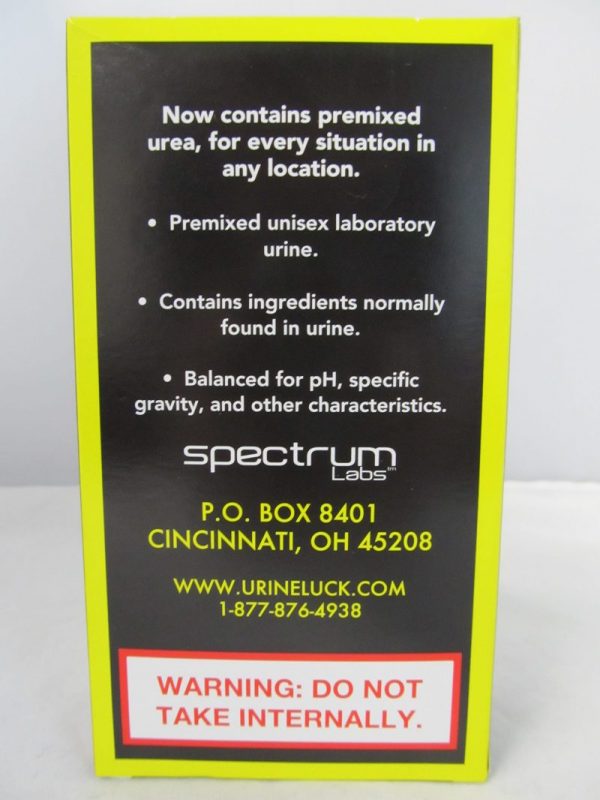 Now contains premixed
urea, for every situation in
any location.
• Premixed unisex laboratory
urine.
• Contains ingredients normally
found in urine.
• Balanced for pH, specific
gravity, and other characteristics.
spectrum
Labs™
P.O. BOX 8401
CINCINNATI, OH 45208
WWW.URINELUCK.COM
1-877-876-4938
WARNING: DO NOT
TAKE INTERNALLY.